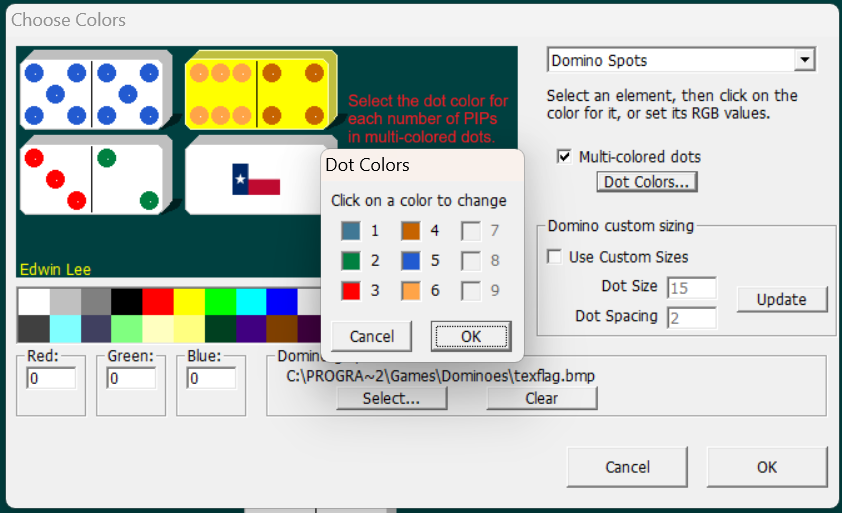 Choose Colors
Domino Spots
Select an element, then click on the
color for it, or set its RGB values.
Select the dot color for
each number of PIPs
in multi-colored dots.
Multi-colored dots
Dot Colors...
Dot Colors
Click on a color to change
1 4 7
2 5 8
3 6 9
Cancel OK
Domino custom sizing
Use Custom Sizes
Dot Size 15
Dot Spacing 2
Update
Edwin Lee
Red: Green: Blue:
0 0 0
C:\PROGRA~2\Games\Dominoes\texflag.bmp
Select... Clear
Cancel OK